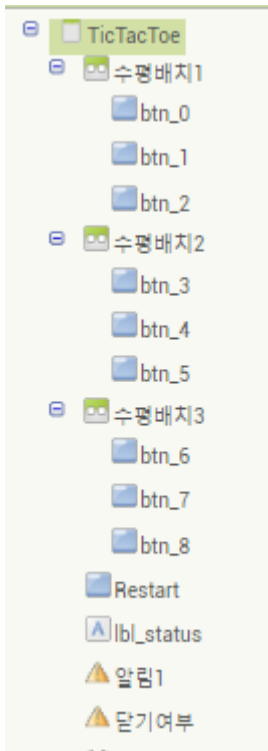 TicTacToe
수평배치1
btn_0
btn_1
btn_2
수평배치2
btn_3
btn_4
btn_5
수평배치3
btn_6
btn_7
btn_8
Restart
lbl_status
알림1
닫기여부